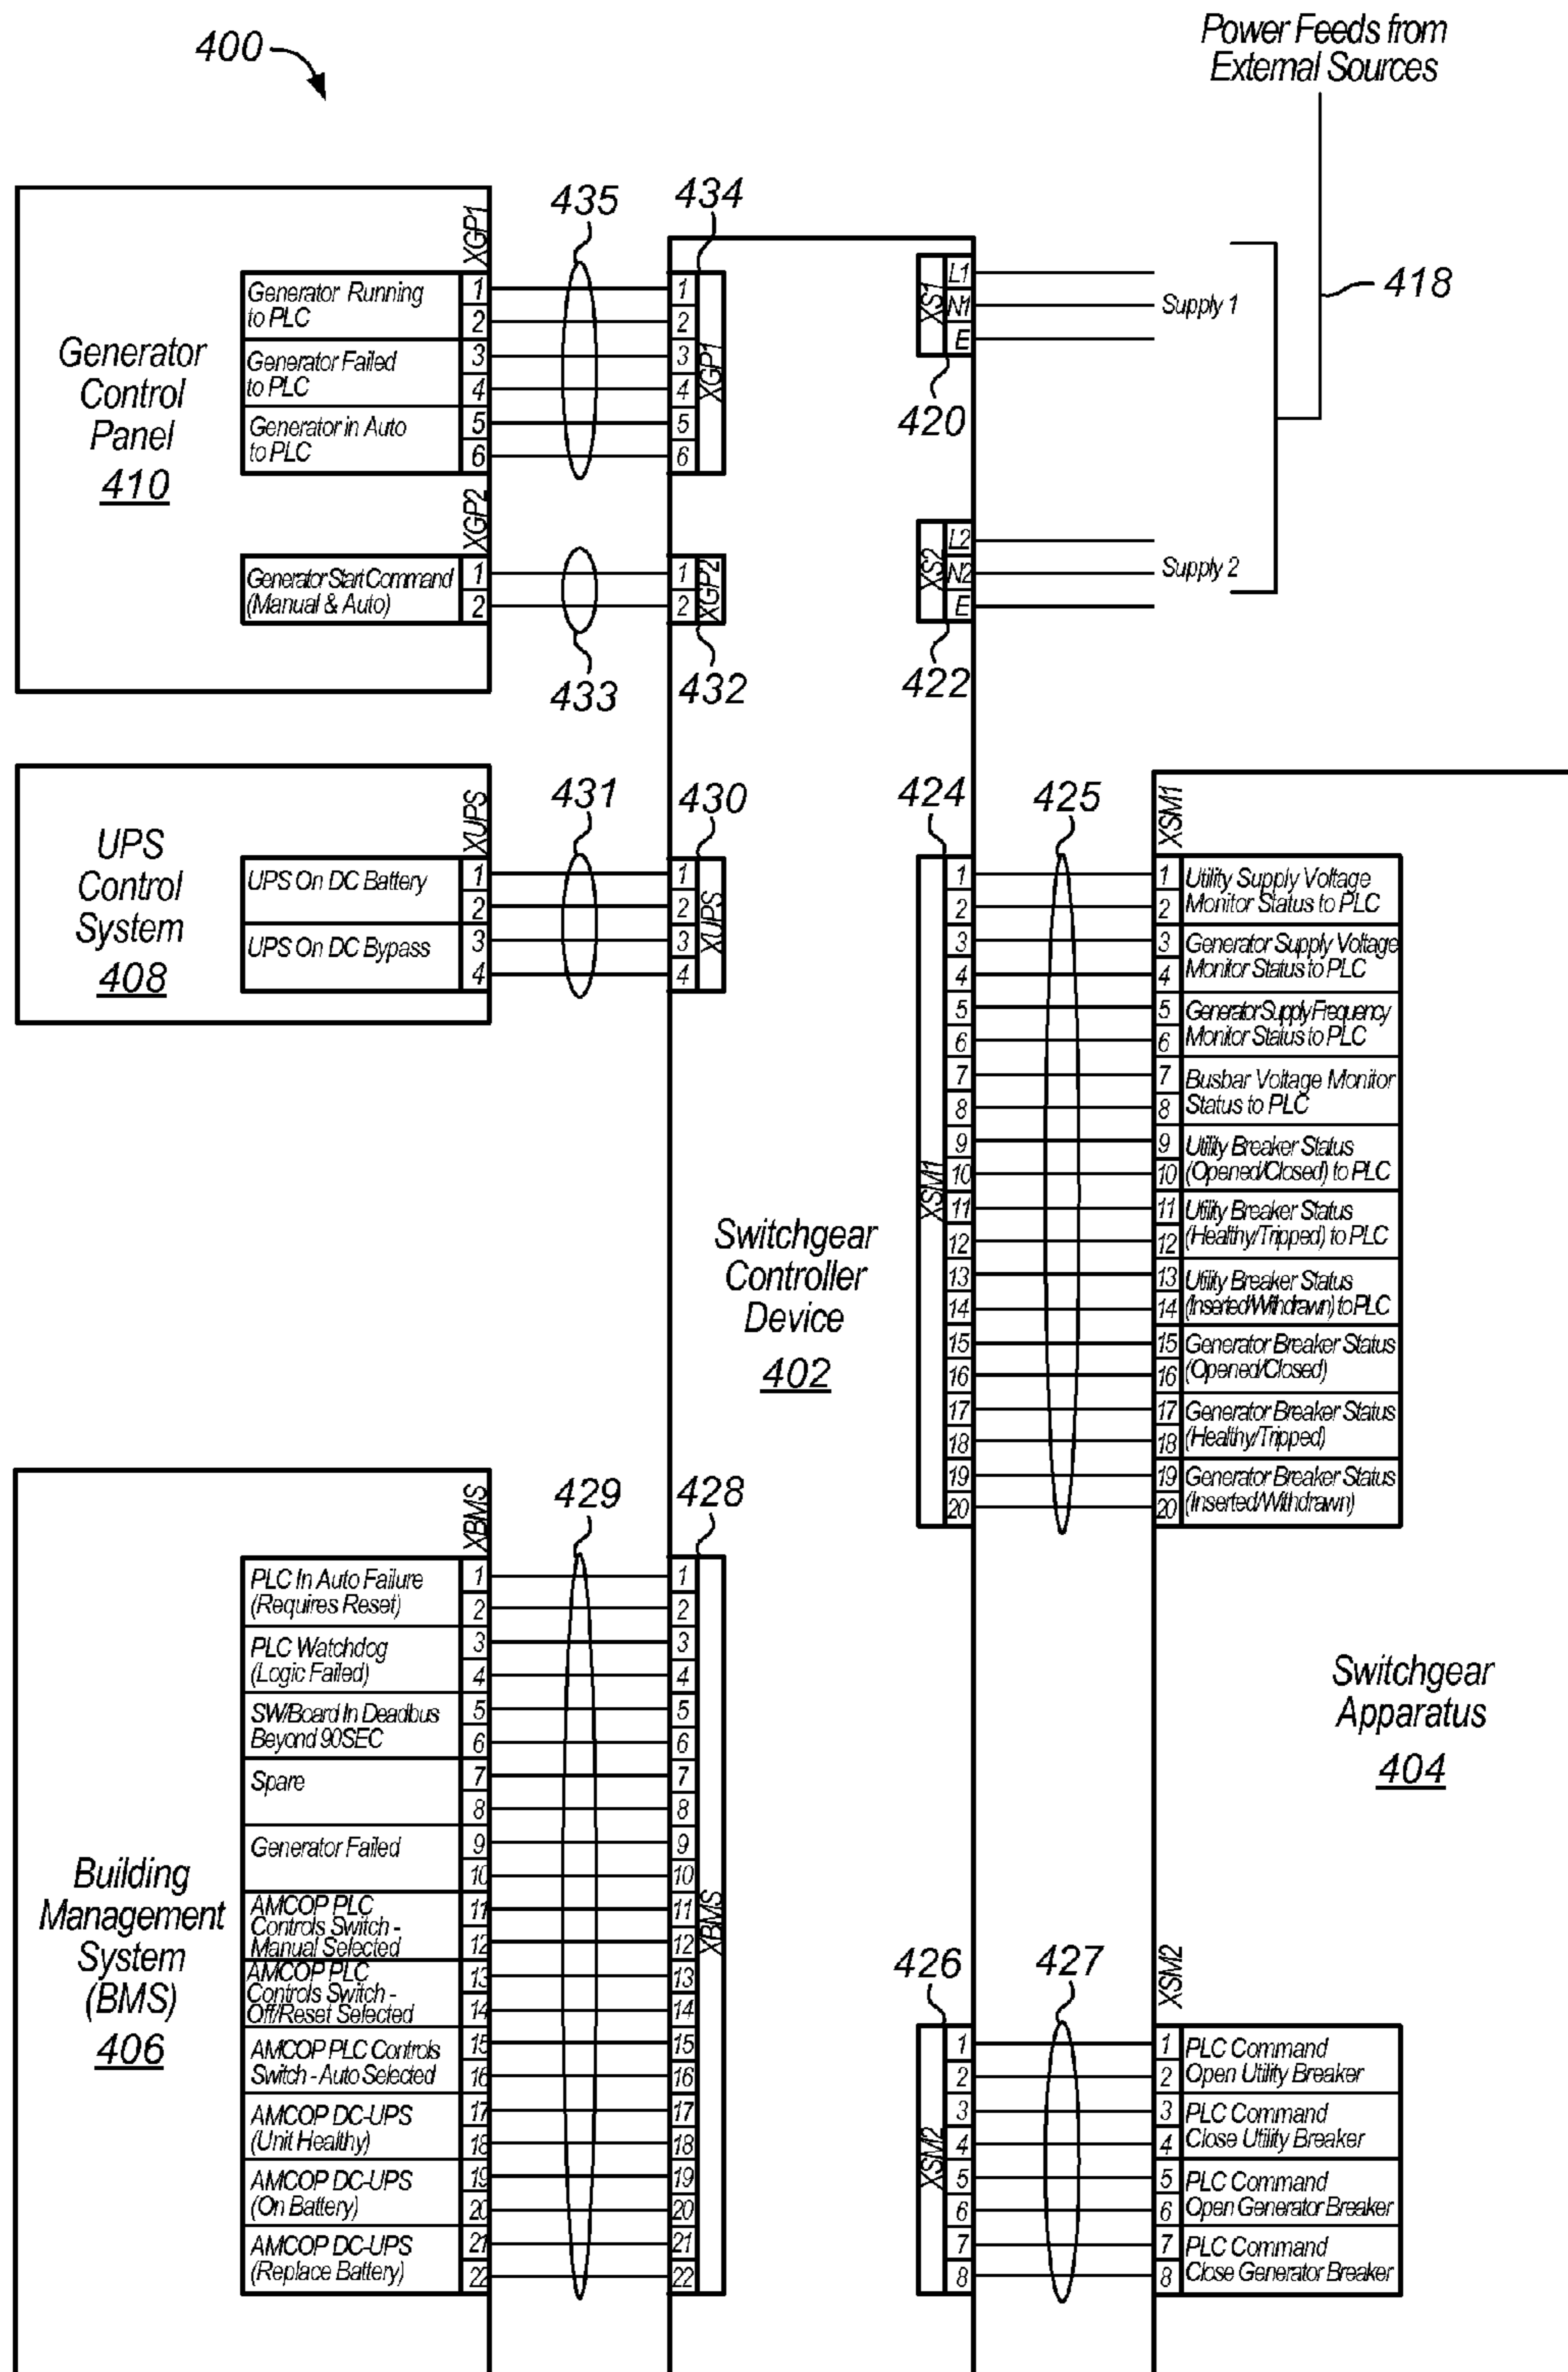 400
Power Feeds from
External Sources
418
Generator
Control
Panel
410
XGP1
Generator Running
to PLC
1
2
Generator Failed
to PLC
3
4
Generator in Auto
to PLC
5
6
XGP2
Generator Start Command
(Manual & Auto)
1
2
435
433
434
1
2
3
4
5
6
XGP1
1
2
XGP2
432
XS1
L1
N1
E
420
Supply 1
XS2
L2
N2
E
422
Supply 2
UPS
Control
System
408
XUPS
UPS On DC Battery
1
2
UPS On DC Bypass
3
4
431
430
1
2
3
4
XUPS
Switchgear
Controller
Device
402
424
XSM1
1
2
3
4
5
6
7
8
9
10
11
12
13
14
15
16
17
18
19
20
425
XSM1
1
2
Utility Supply Voltage
Monitor Status to PLC
3
4
Generator Supply Voltage
Monitor Status to PLC
5
6
Generator Supply Frequency
Monitor Status to PLC
7
8
Busbar Voltage Monitor
Status to PLC
9
10
Utility Breaker Status
(Opened/Closed) to PLC
11
12
Utility Breaker Status
(Healthy/Tripped) to PLC
13
14
Utility Breaker Status
(Inserted/Withdrawn) to PLC
15
16
Generator Breaker Status
(Opened/Closed)
17
18
Generator Breaker Status
(Healthy/Tripped)
19
20
Generator Breaker Status
(Inserted/Withdrawn)
Switchgear
Apparatus
404
Building
Management
System
(BMS)
406
XBMS
PLC In Auto Failure
(Requires Reset)
1
2
PLC Watchdog
(Logic Failed)
3
4
SW/Board In Deadbus
Beyond 90SEC
5
6
Spare
7
8
Generator Failed
9
10
AMCOP PLC
Controls Switch -
Manual Selected
11
12
AMCOP PLC
Controls Switch -
Off/Reset Selected
13
14
AMCOP PLC Controls
Switch - Auto Selected
15
16
AMCOP DC-UPS
(Unit Healthy)
17
18
AMCOP DC-UPS
(On Battery)
19
20
AMCOP DC-UPS
(Replace Battery)
21
22
429
428
1
2
3
4
5
6
7
8
9
10
11
12
13
14
15
16
17
18
19
20
21
22
XBMS
426
XSM2
1
2
3
4
5
6
7
8
427
XSM2
1
2
PLC Command
Open Utility Breaker
3
4
PLC Command
Close Utility Breaker
5
6
PLC Command
Open Generator Breaker
7
8
PLC Command
Close Generator Breaker